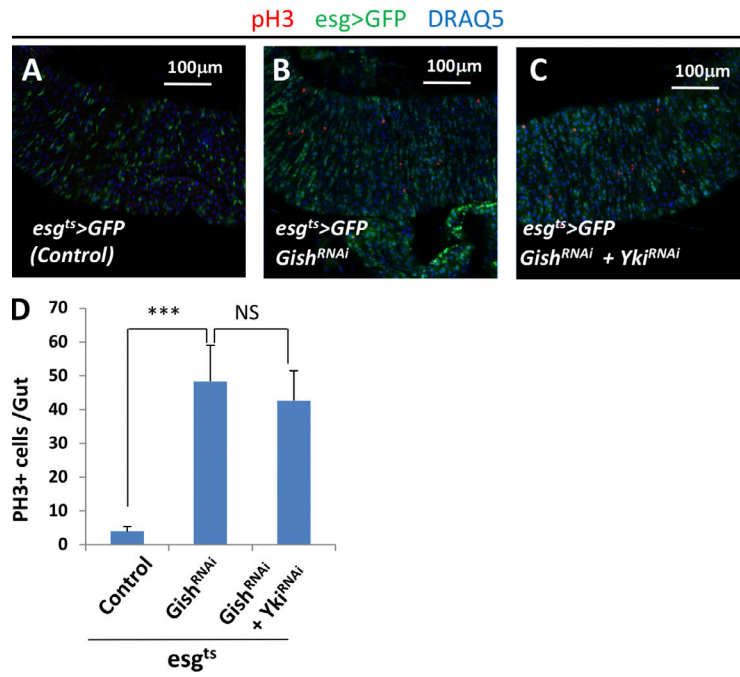 pH3 esg>GFP DRAQ5
A
100μm
esgᵗˢ>GFP
(Control)
B
100μm
esgᵗˢ>GFP
Gishᴿᴺᴬⁱ
C
100μm
esgᵗˢ>GFP
Gishᴿᴺᴬⁱ + Ykiᴿᴺᴬⁱ
D
70
60
50
40
30
20
10
0
PH3+ cells /Gut
***
NS
Control
Gishᴿᴺᴬⁱ
Gishᴿᴺᴬⁱ
+ Ykiᴿᴺᴬⁱ
esgᵗˢ